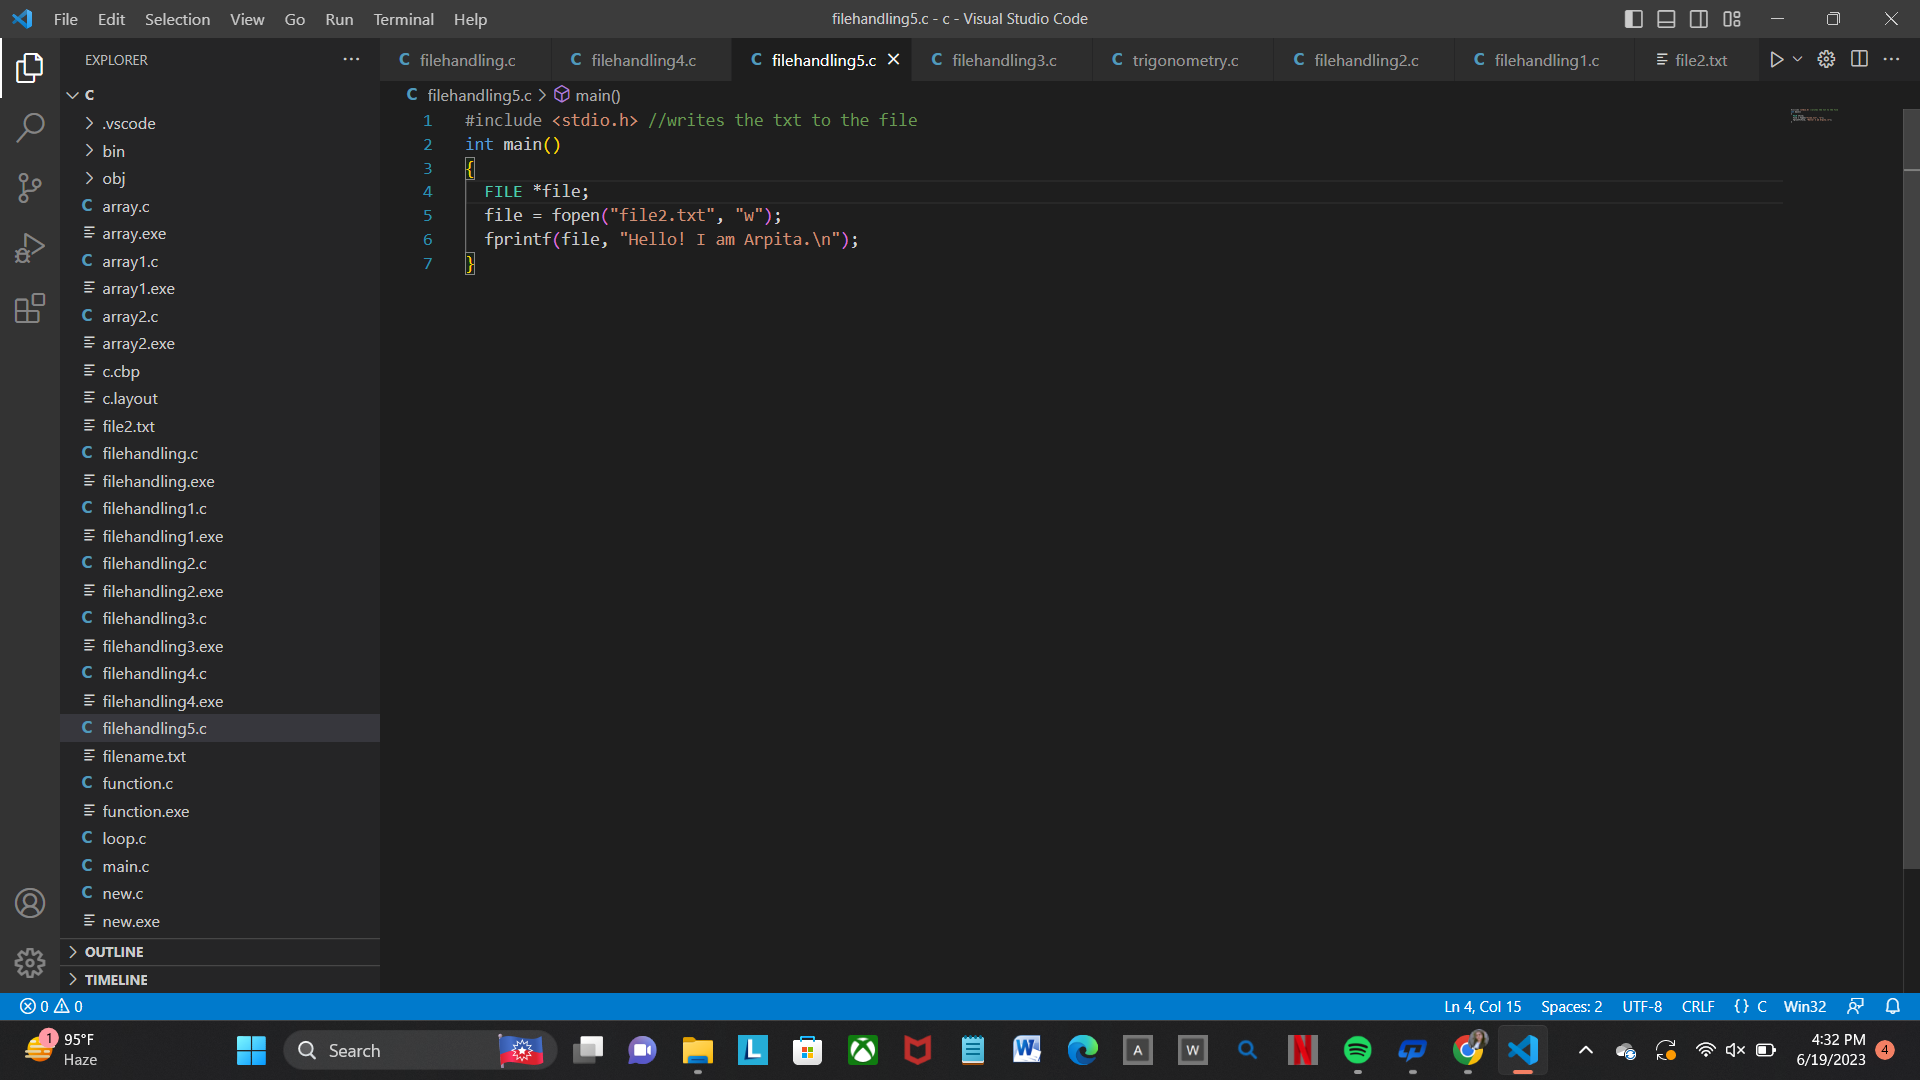 File Edit Selection View Go Run Terminal Help
filehandling5.c - c - Visual Studio Code
EXPLORER
C
.vscode
bin
obj
C array.c
array.exe
C array1.c
array1.exe
C array2.c
array2.exe
c.cbp
c.layout
file2.txt
C filehandling.c
filehandling.exe
C filehandling1.c
filehandling1.exe
C filehandling2.c
filehandling2.exe
C filehandling3.c
filehandling3.exe
C filehandling4.c
filehandling4.exe
C filehandling5.c
filename.txt
C function.c
function.exe
C loop.c
C main.c
C new.c
new.exe
OUTLINE
TIMELINE
C filehandling.c C filehandling4.c C filehandling5.c C filehandling3.c C trigonometry.c C filehandling2.c C filehandling1.c file2.txt
C filehandling5.c > main()
1 #include <stdio.h> //writes the txt to the file
2 int main()
3 {
4 FILE *file;
5 file = fopen("file2.txt", "w");
6 fprintf(file, "Hello! I am Arpita.\n");
7 }
0 0
Ln 4, Col 15 Spaces: 2 UTF-8 CRLF {} C Win32
1
95°F
Haze
Search
L
W
A
W
N
4:32 PM
6/19/2023
4